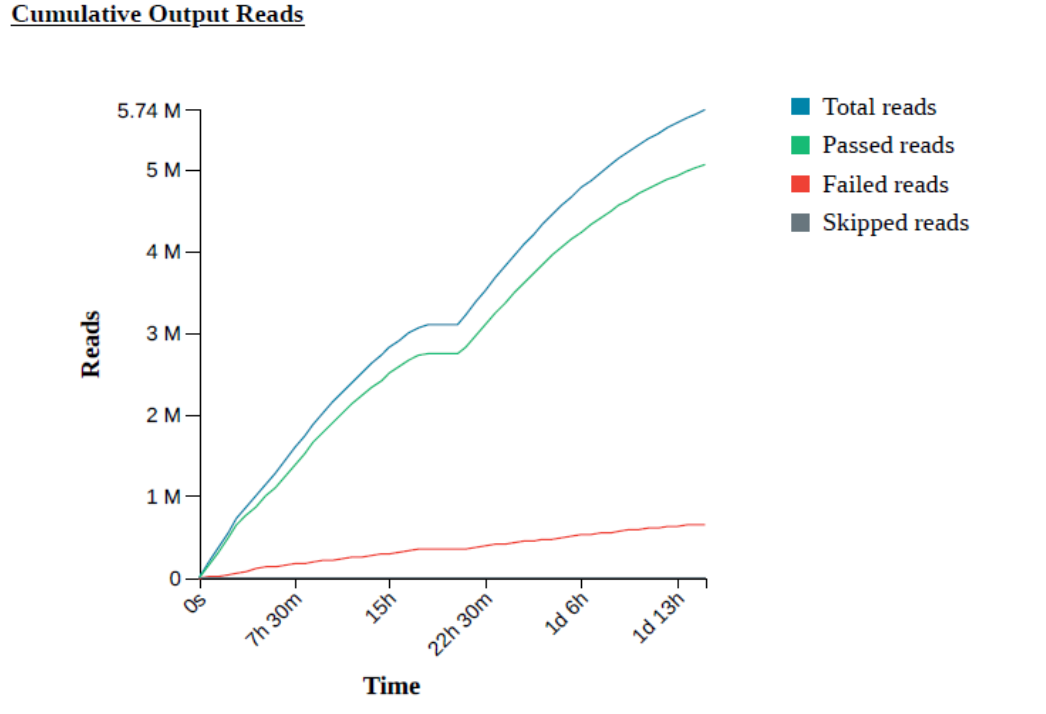 Cumulative Output Reads
5.74 M
5 M
4 M
3 M
2 M
1 M
0
Reads
0s
7h 30m
15h
22h 30m
1d 6h
1d 13h
Time
Total reads
Passed reads
Failed reads
Skipped reads